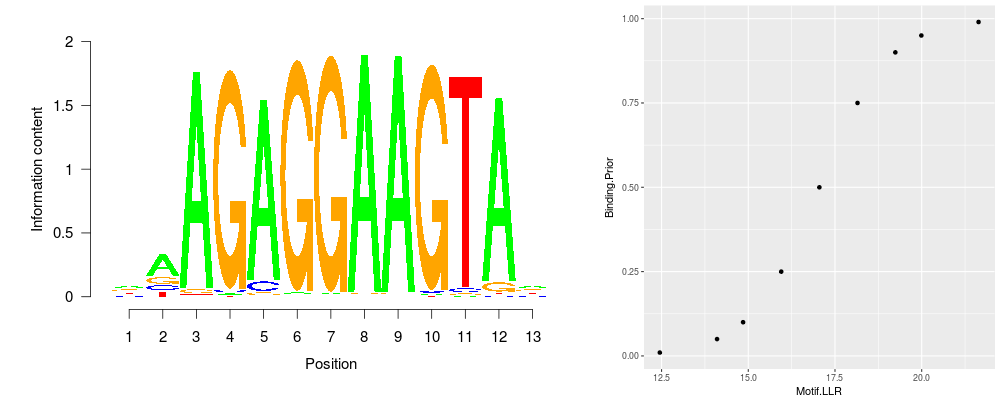 2
1.5
1
0.5
0
Information content
A
G
C
T
A
G
A
C
G
G
A
A
G
T
A
G
1 2 3 4 5 6 7 8 9 10 11 12 13
Position
1.00
0.75
0.50
0.25
0.00
Binding.Prior
12.5 15.0 17.5 20.0
Motif.LLR